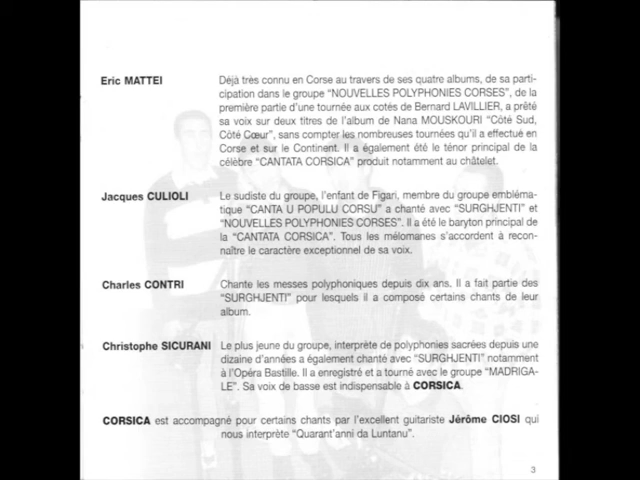 Eric MATTEI Déjà très connu en Corse au travers de ses quatre albums, de sa parti-
cipation dans le groupe "NOUVELLES POLYPHONIES CORSES", de la
première partie d'une tournée aux cotés de Bernard LAVILLIER, a prêté
sa voix sur deux titres de l'album de Nana MOUSKOURI "Côté Sud,
Côté Cœur", sans compter les nombreuses tournées qu'il a effectué en
Corse et sur le Continent. Il a également été le ténor principal de la
célèbre "CANTATA CORSICA" produit notamment au châtelet.
Jacques CULIOLI Le sudiste du groupe, l'enfant de Figari, membre du groupe embléma-
tique "CANTA U POPULU CORSU" a chanté avec "SURGHJENTI" et
"NOUVELLES POLYPHONIES CORSES". Il a été le baryton principal de
la "CANTATA CORSICA". Tous les mélomanes s'accordent à recon-
naître le caractère exceptionnel de sa voix.
Charles CONTRI Chante les messes polyphoniques depuis dix ans. Il a fait partie des
"SURGHJENTI" pour lesquels il a composé certains chants de leur
album.
Christophe SICURANI Le plus jeune du groupe, interprète de polyphonies sacrées depuis une
dizaine d'années a également chanté avec "SURGHJENTI" notamment
à l'Opéra Bastille. Il a enregistré et a tourné avec le groupe "MADRIGA-
LE". Sa voix de basse est indispensable à CORSICA.
CORSICA est accompagné pour certains chants par l'excellent guitariste Jérôme CIOSI qui
nous interprète "Quarant'anni da Luntanu".
3